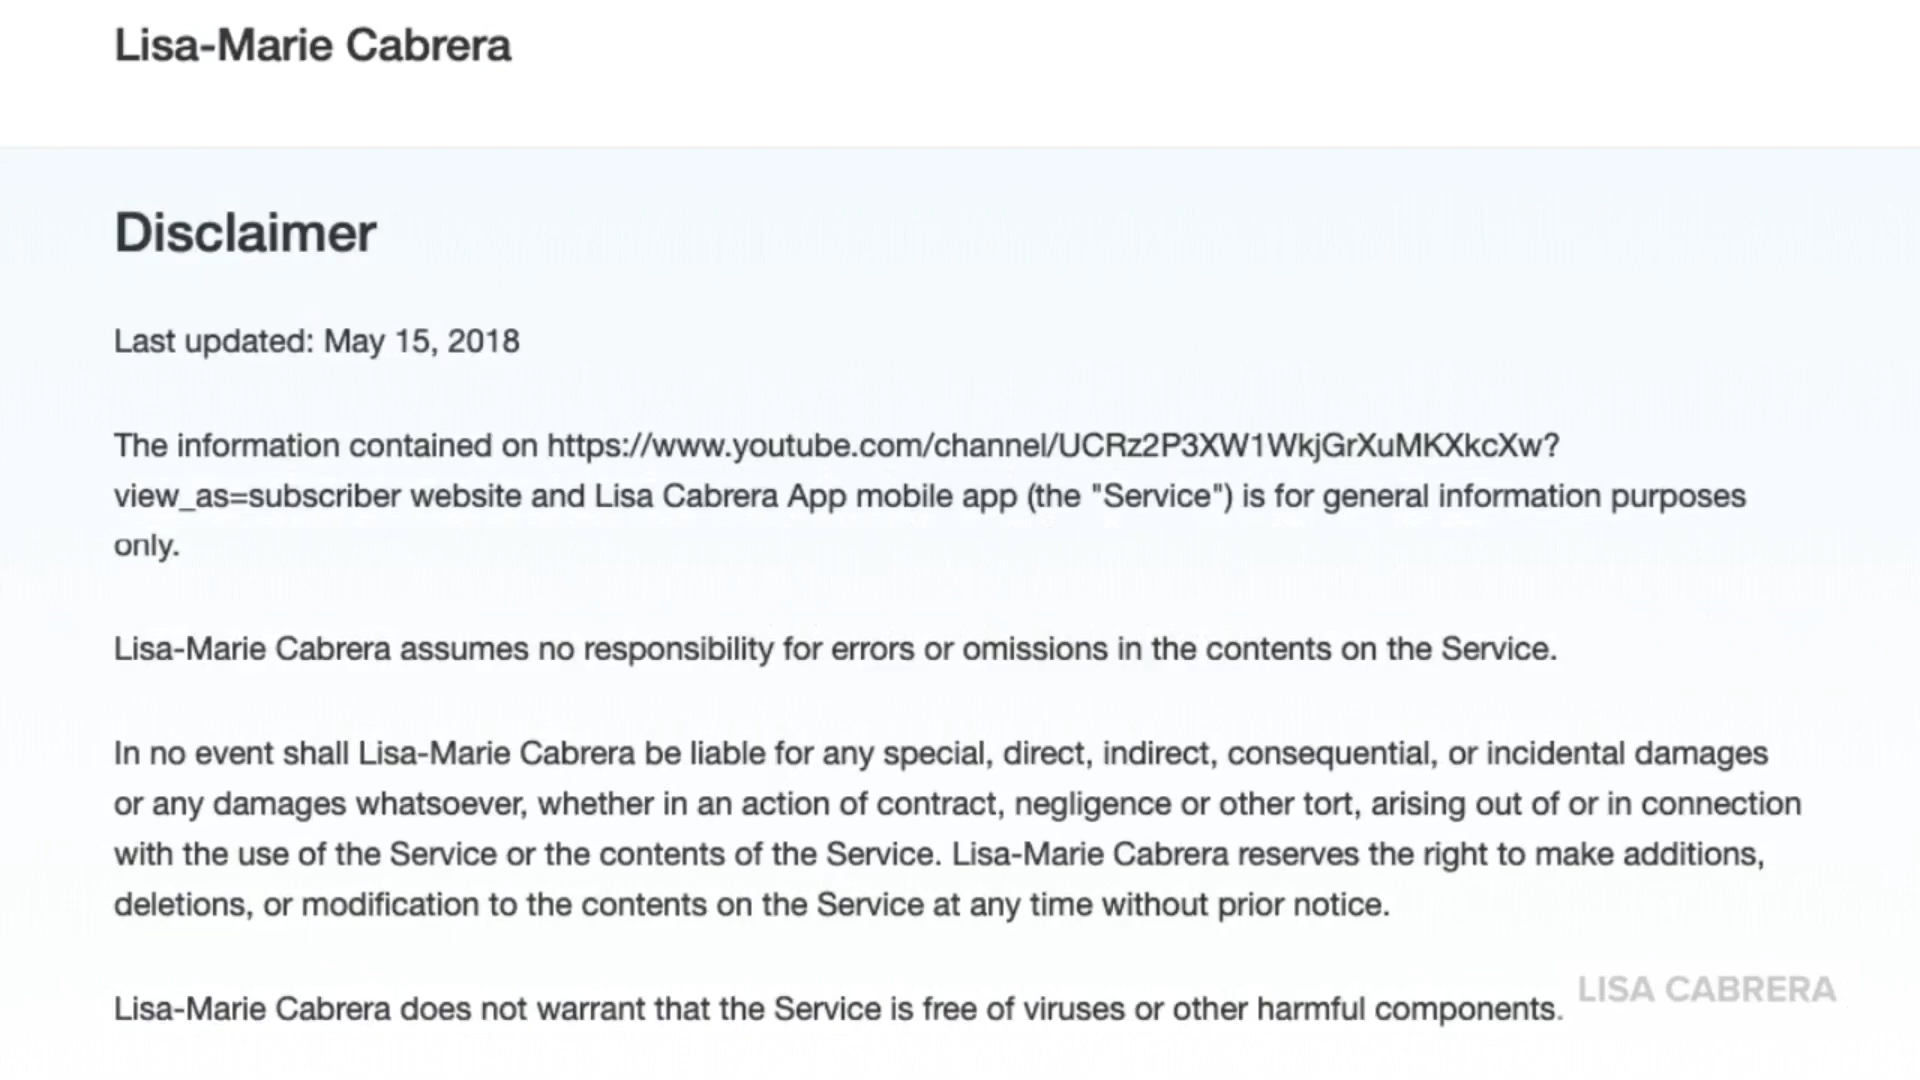 Lisa-Marie Cabrera
Disclaimer
Last updated: May 15, 2018
The information contained on https://www.youtube.com/channel/UCRz2P3XW1WkjGrXuMKXkcXw?
view_as=subscriber website and Lisa Cabrera App mobile app (the "Service") is for general information purposes
only.
Lisa-Marie Cabrera assumes no responsibility for errors or omissions in the contents on the Service.
In no event shall Lisa-Marie Cabrera be liable for any special, direct, indirect, consequential, or incidental damages
or any damages whatsoever, whether in an action of contract, negligence or other tort, arising out of or in connection
with the use of the Service or the contents of the Service. Lisa-Marie Cabrera reserves the right to make additions,
deletions, or modification to the contents on the Service at any time without prior notice.
Lisa-Marie Cabrera does not warrant that the Service is free of viruses or other harmful components.
LISA CABRERA